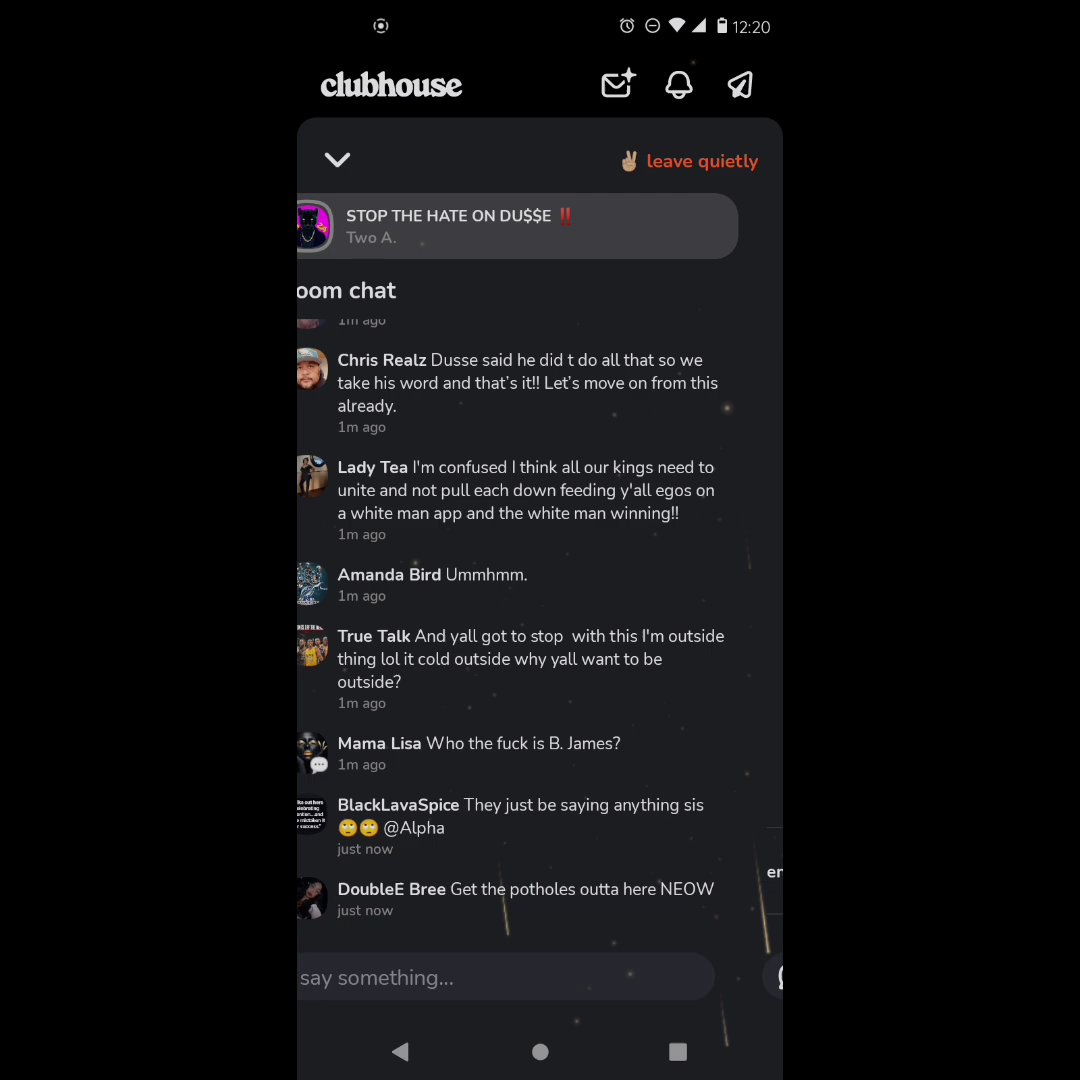 12:20
clubhouse
✌🏼 leave quietly
STOP THE HATE ON DU$$E ‼️
Two A.
oom chat
1m ago
Chris Realz Dusse said he did t do all that so we
take his word and that's it!! Let's move on from this
already.
1m ago
Lady Tea I'm confused I think all our kings need to
unite and not pull each down feeding y'all egos on
a white man app and the white man winning!!
1m ago
Amanda Bird Ummhmm.
1m ago
True Talk And yall got to stop  with this I'm outside
thing lol it cold outside why yall want to be
outside?
1m ago
Mama Lisa Who the fuck is B. James?
1m ago
BlackLavaSpice They just be saying anything sis
🙄🙄 @Alpha
just now
en
DoubleE Bree Get the potholes outta here NEOW
just now
say something...